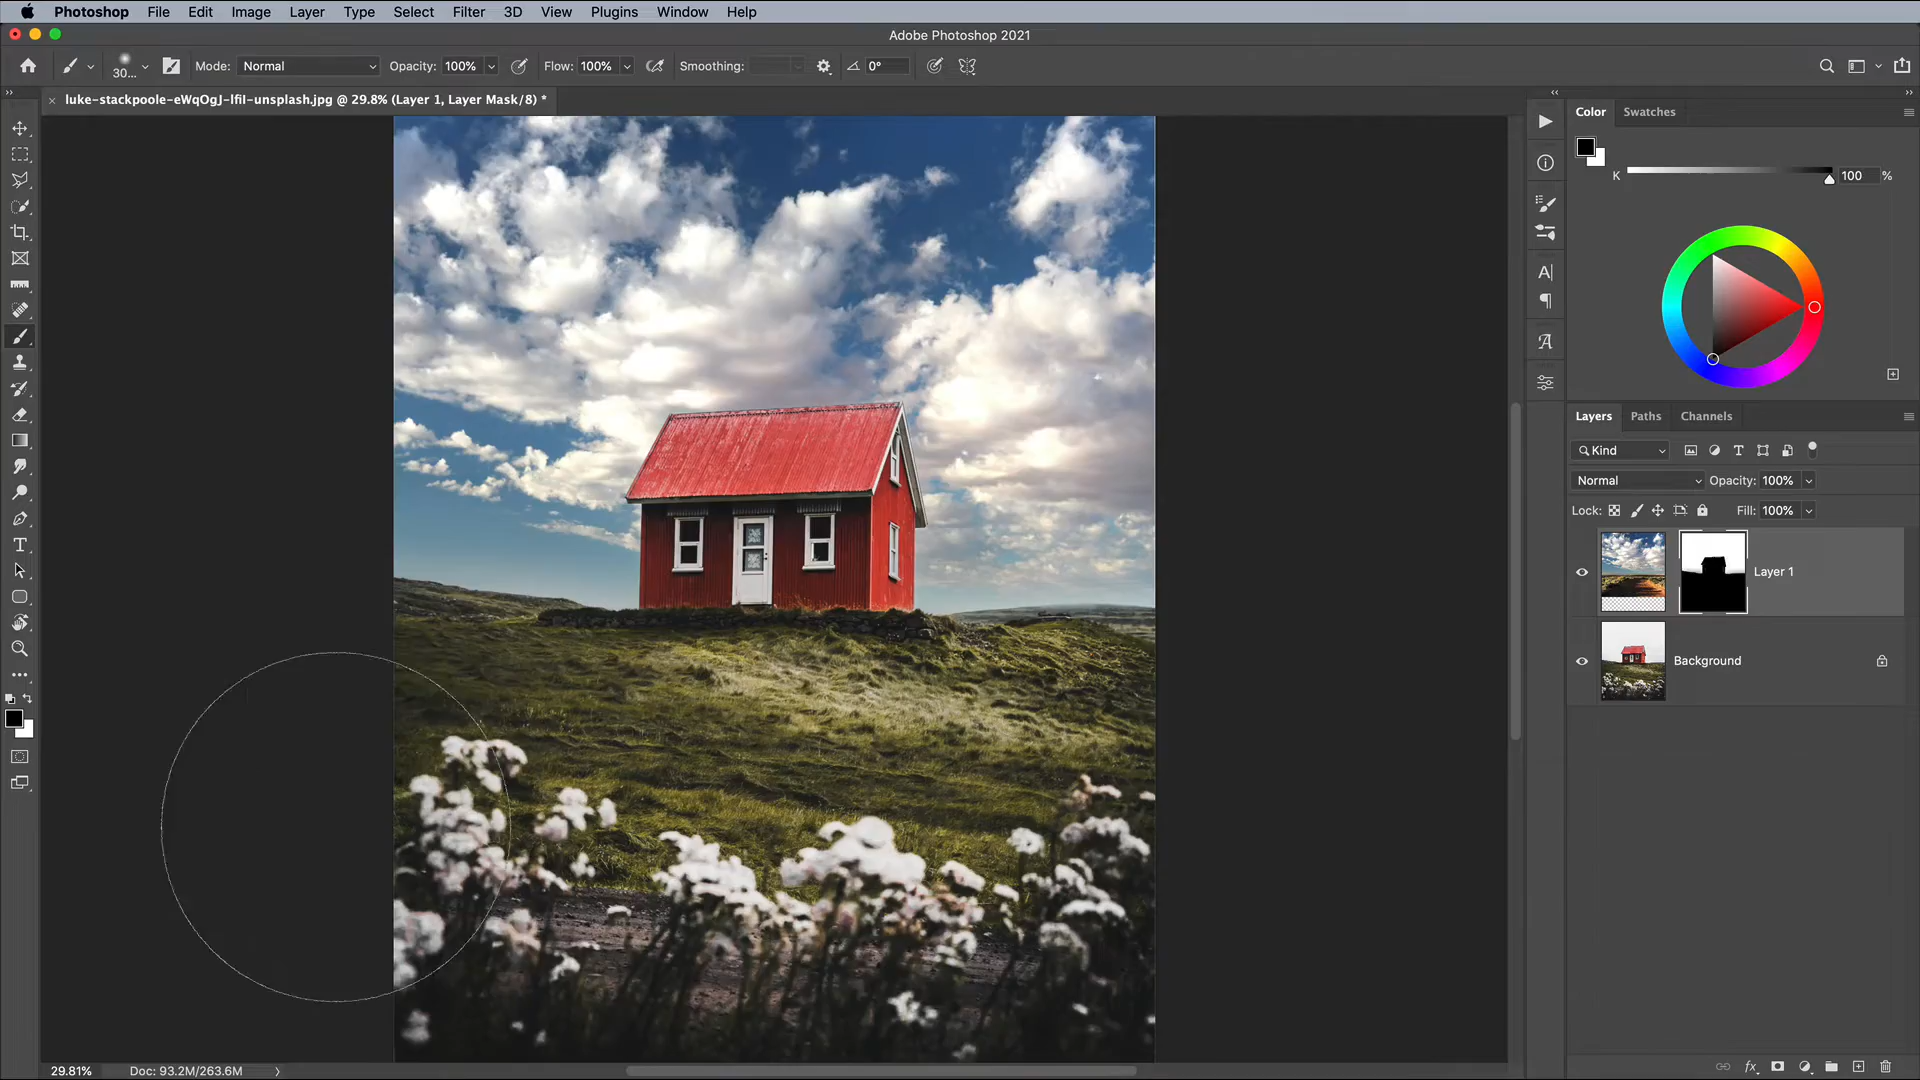 Photoshop File Edit Image Layer Type Select Filter 3D View Plugins Window Help
Adobe Photoshop 2021
30... Mode: Normal Opacity: 100% Flow: 100% Smoothing: 0°
luke-stackpoole-eWqOgJ-lfiI-unsplash.jpg @ 29.8% (Layer 1, Layer Mask/8) *
Color Swatches
K 100 %
Layers Paths Channels
Kind
Normal Opacity: 100%
Lock: Fill: 100%
Layer 1
Background
29.81% Doc: 93.2M/263.6M